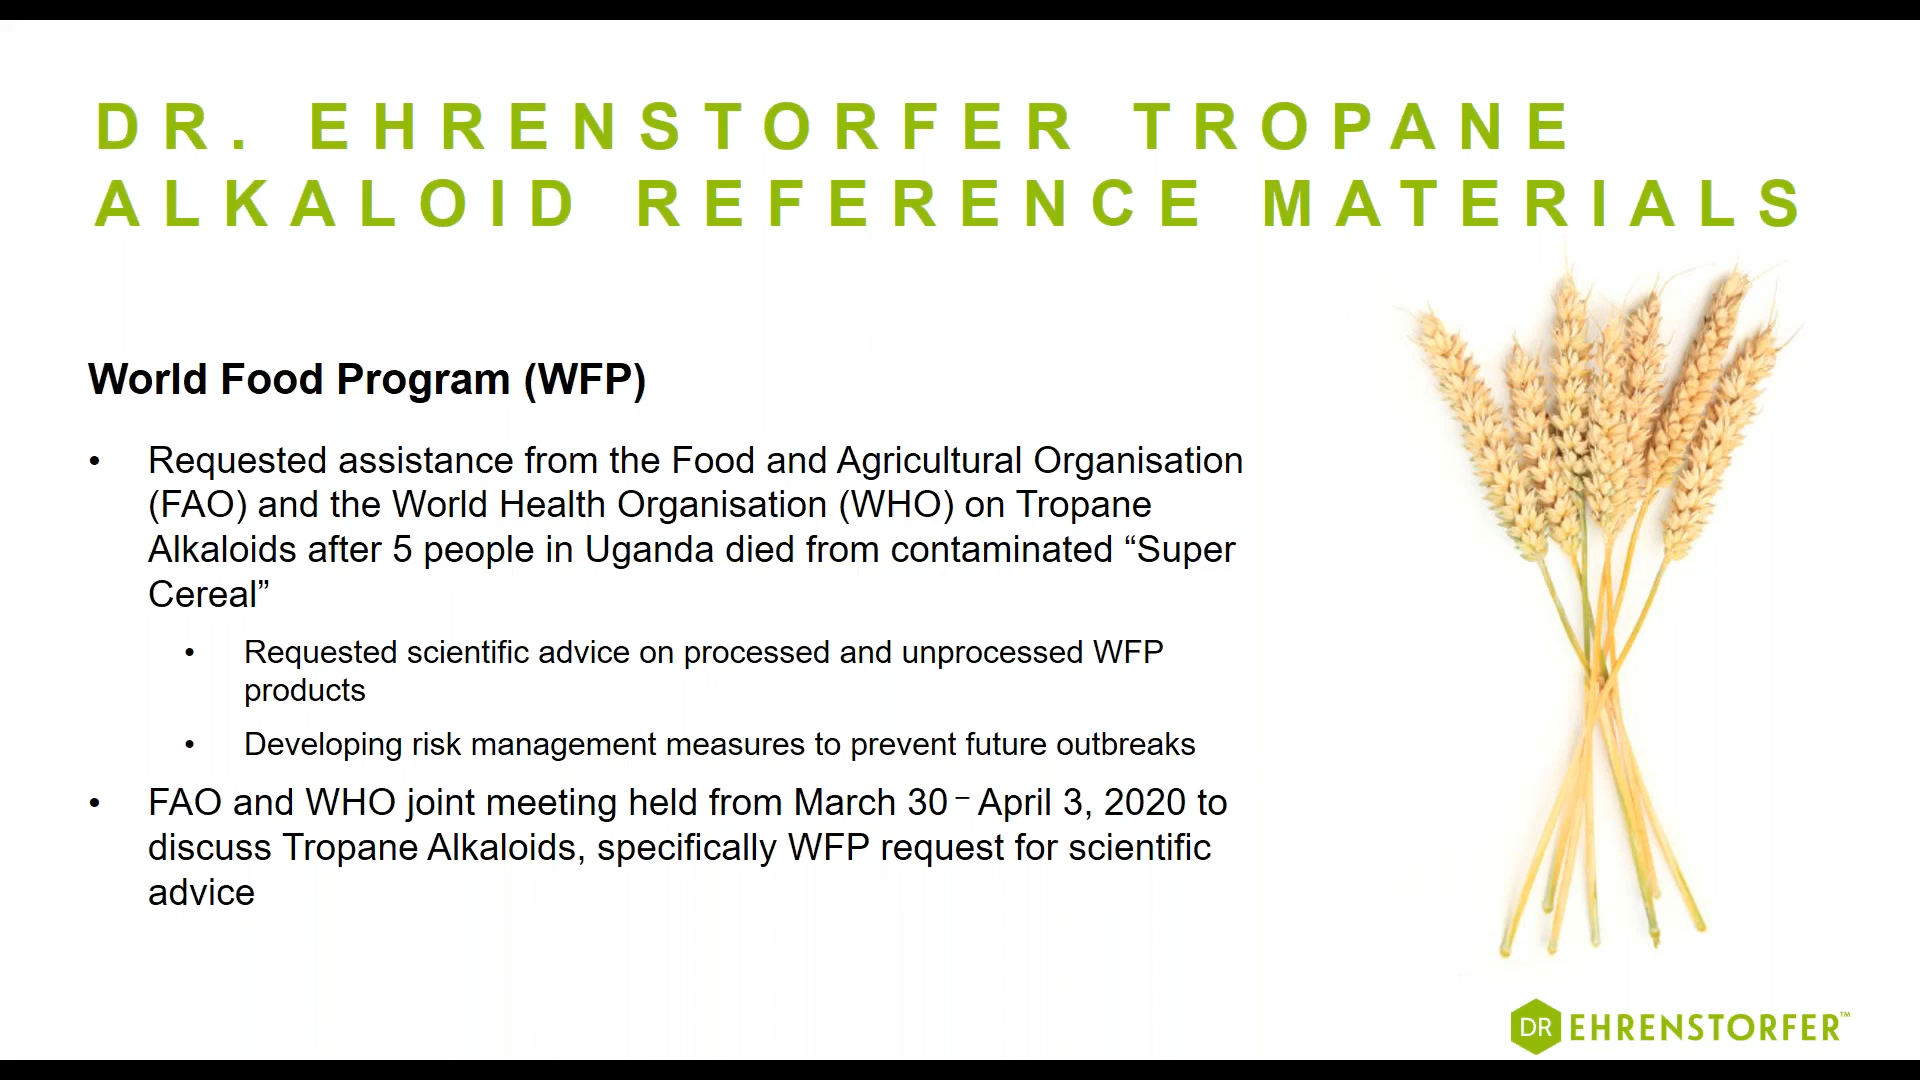 DR. EHRENSTORFER TROPANE
ALKALOID REFERENCE MATERIALS
World Food Program (WFP)
• Requested assistance from the Food and Agricultural Organisation
(FAO) and the World Health Organisation (WHO) on Tropane
Alkaloids after 5 people in Uganda died from contaminated “Super
Cereal”
• Requested scientific advice on processed and unprocessed WFP
products
• Developing risk management measures to prevent future outbreaks
• FAO and WHO joint meeting held from March 30 – April 3, 2020 to
discuss Tropane Alkaloids, specifically WFP request for scientific
advice
DR EHRENSTORFER™